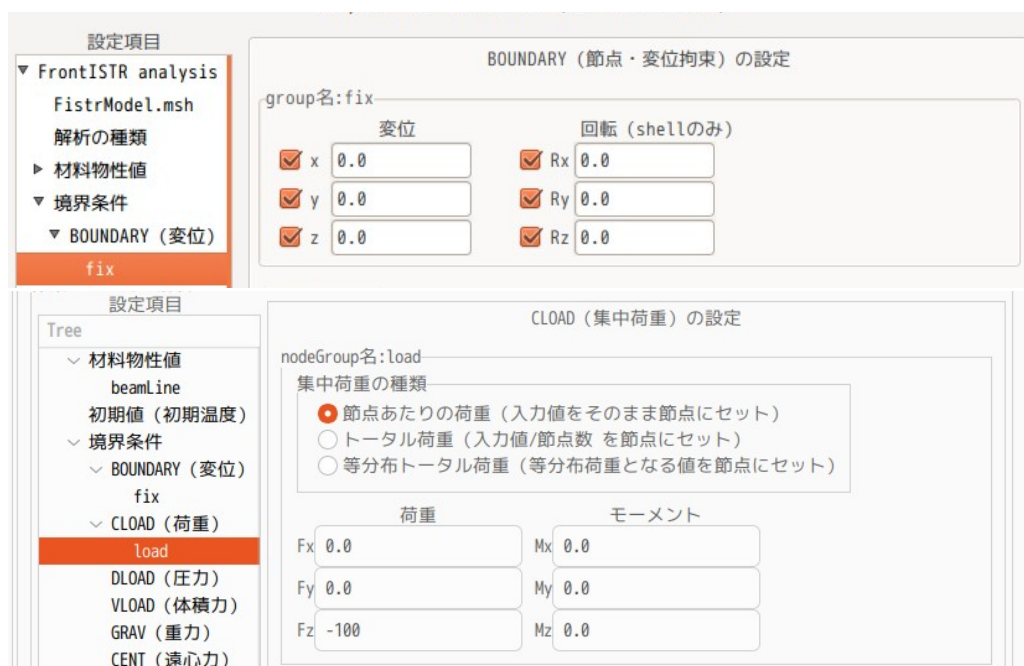 設定項目
▼ FrontISTR analysis
FistrModel.msh
解析の種類
▶ 材料物性値
▼ 境界条件
▼ BOUNDARY (変位)
fix
BOUNDARY (節点・変位拘束) の設定
group名:fix
変位 回転 (shellのみ)
x 0.0 Rx 0.0
y 0.0 Ry 0.0
z 0.0 Rz 0.0
設定項目
Tree
材料物性値
beamLine
初期値 (初期温度)
境界条件
BOUNDARY (変位)
fix
CLOAD (荷重)
load
DLOAD (圧力)
VLOAD (体積力)
GRAV (重力)
CENT (遠心力)
CLOAD (集中荷重) の設定
nodeGroup名:load
集中荷重の種類
節点あたりの荷重 (入力値をそのまま節点にセット)
トータル荷重 (入力値/節点数 を節点にセット)
等分布トータル荷重 (等分布荷重となる値を節点にセット)
荷重 モーメント
Fx 0.0 Mx 0.0
Fy 0.0 My 0.0
Fz -100 Mz 0.0